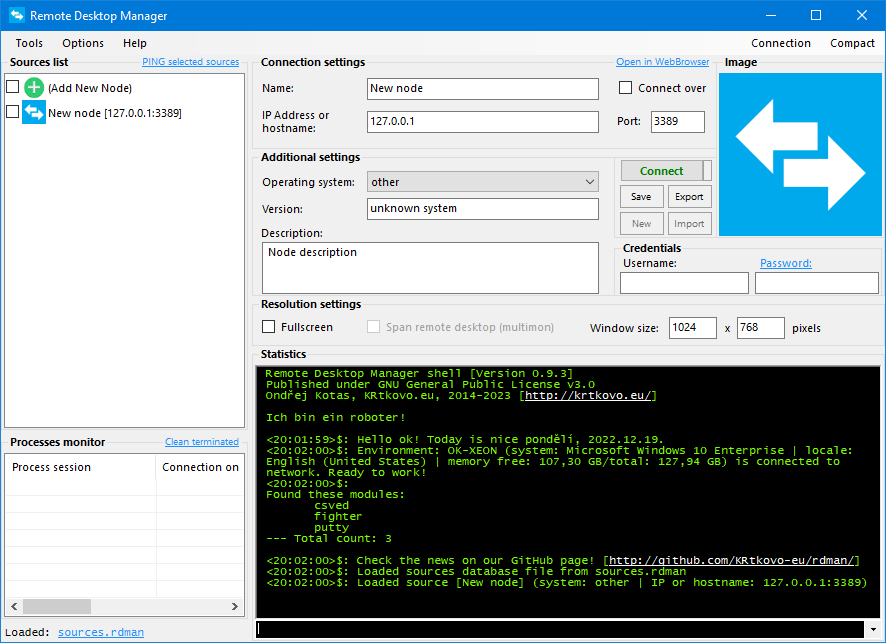 Remote Desktop Manager
Tools Options Help Connection Compact
Sources list PING selected sources
(Add New Node)
New node [127.0.0.1:3389]
Connection settings Open in WebBrowser
Name: New node Connect over
IP Address or
hostname: 127.0.0.1 Port: 3389
Image
Additional settings
Operating system: other
Version: unknown system
Description:
Node description
Connect
Save Export
New Import
Credentials
Username: Password:
Resolution settings
Fullscreen Span remote desktop (multimon) Window size: 1024 x 768 pixels
Statistics
Remote Desktop Manager shell [Version 0.9.3]
Published under GNU General Public License v3.0
Ondřej Kotas, KRtkovo.eu, 2014-2023 [http://krtkovo.eu/]
Ich bin ein roboter!
<20:01:59>$: Hello ok! Today is nice pondělí, 2022.12.19.
<20:02:00>$: Environment: OK-XEON (system: Microsoft Windows 10 Enterprise | locale:
English (United States) | memory free: 107,30 GB/total: 127,94 GB) is connected to
network. Ready to work!
<20:02:00>$:
Found these modules:
csved
fighter
putty
--- Total count: 3
<20:02:00>$: Check the news on our GitHub page! [http://github.com/KRtkovo-eu/rdman/]
<20:02:00>$: Loaded sources database file from sources.rdman
<20:02:00>$: Loaded source [New node] (system: other | IP or hostname: 127.0.0.1:3389)
Processes monitor Clean terminated
Process session Connection on
Loaded: sources.rdman